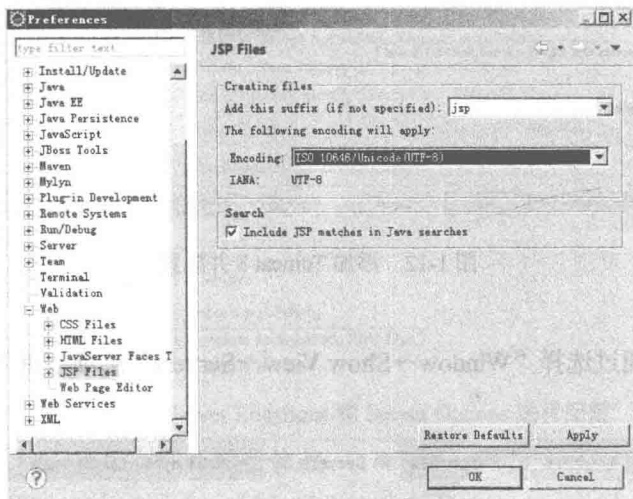 Preferences
type filter text
Install/Update
Java
Java EE
Java Persistence
JavaScript
JBoss Tools
Maven
Mylyn
Plug-in Development
Remote Systems
Run/Debug
Server
Team
Terminal
Validation
Web
CSS Files
HTML Files
JavaServer Faces T
JSP Files
Web Page Editor
Web Services
XML
JSP Files
Creating files
Add this suffix (if not specified): jsp
The following encoding will apply:
Encoding: ISO 10646/Unicode(UTF-8)
IANA: UTF-8
Search
Include JSP matches in Java searches
Restore Defaults
Apply
OK
Cancel